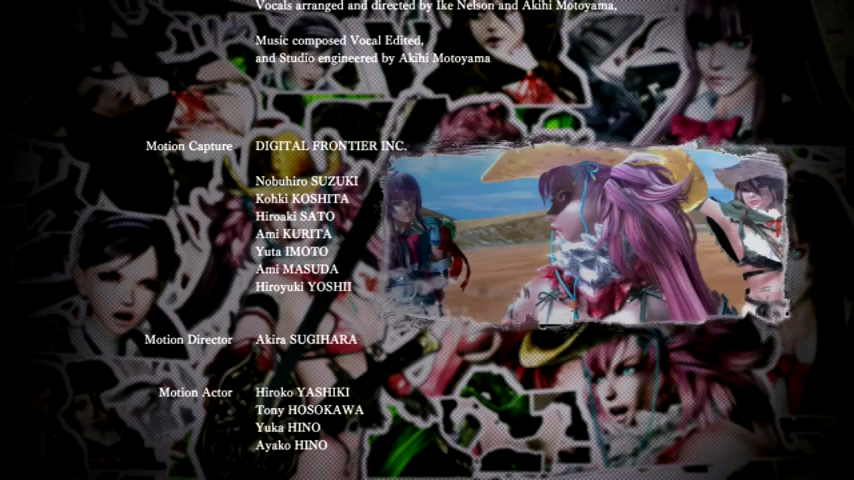 Vocals arranged and directed by Ike Nelson and Akihi Motoyama,
Music composed Vocal Edited,
and Studio engineered by Akihi Motoyama
Motion Capture DIGITAL FRONTIER INC.
Nobuhiro SUZUKI
Kohki KOSHITA
Hiroaki SATO
Ami KURITA
Yuta IMOTO
Ami MASUDA
Hiroyuki YOSHII
Motion Director Akira SUGIHARA
Motion Actor Hiroko YASHIKI
Tony HOSOKAWA
Yuka HINO
Ayako HINO